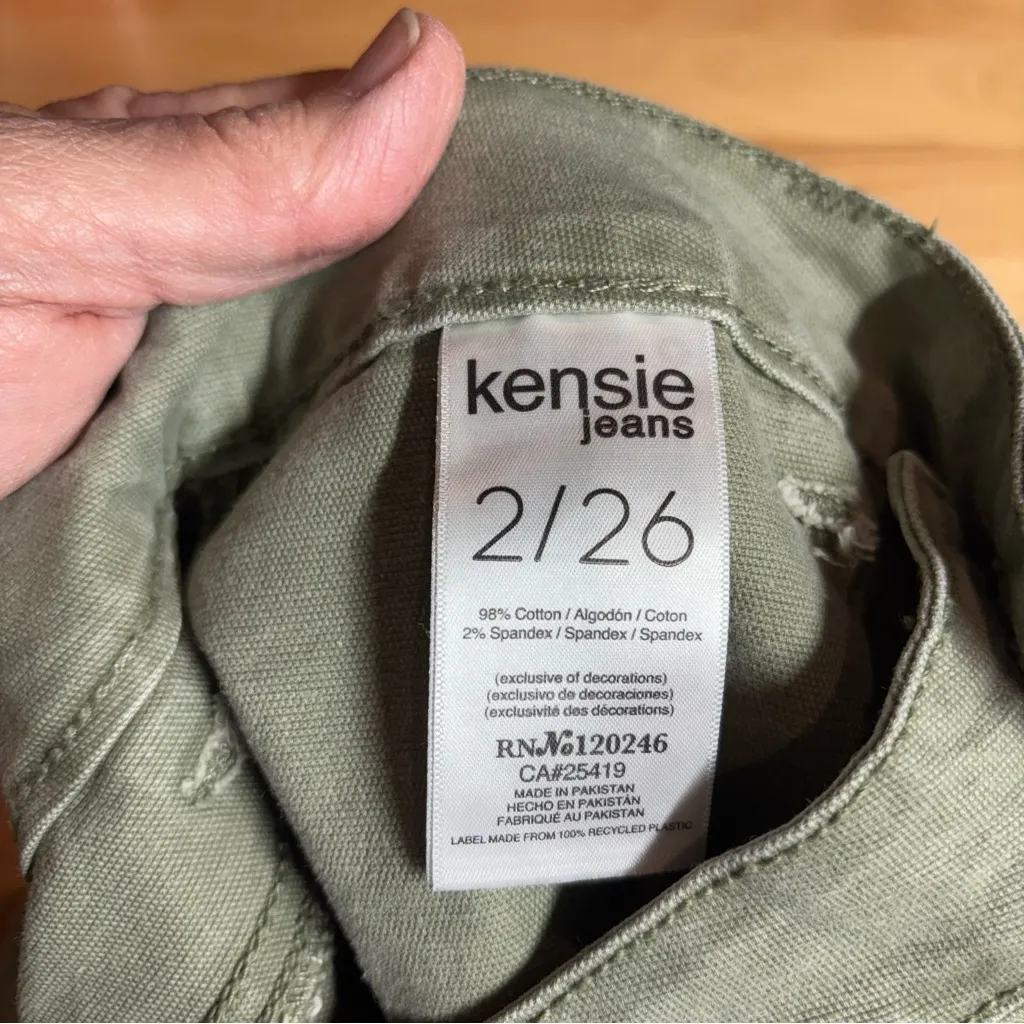 kensie
jeans
2/26
98% Cotton / Algodón / Coton
2% Spandex / Spandex / Spandex
(exclusive of decorations)
(exclusivo de decoraciones)
(exclusivité des décorations)
RN№120246
CA#25419
MADE IN PAKISTAN
HECHO EN PAKISTÁN
FABRIQUÉ AU PAKISTAN
LABEL MADE FROM 100% RECYCLED PLASTIC